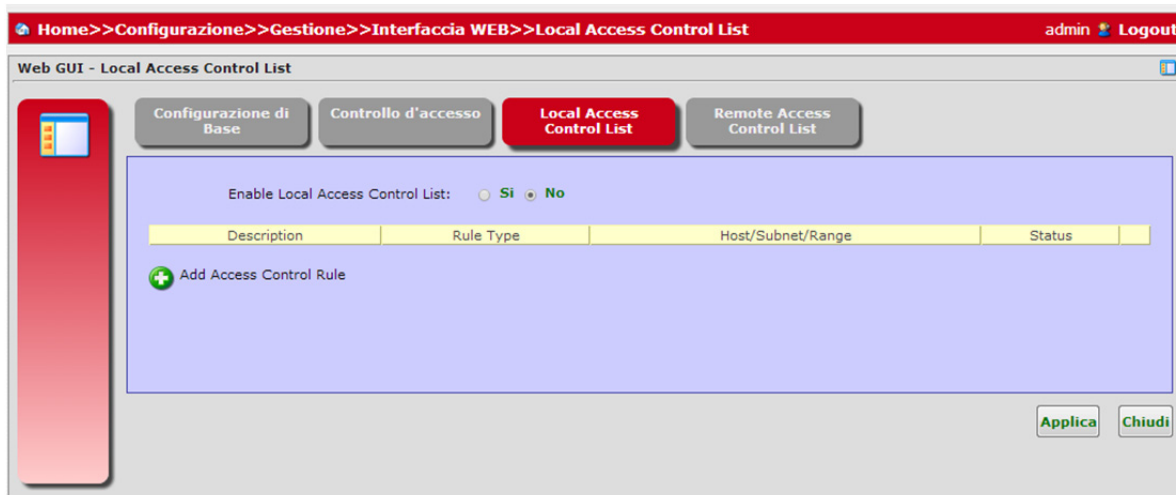 Home>>Configurazione>>Gestione>>Interfaccia WEB>>Local Access Control List admin Logout
Web GUI - Local Access Control List
Configurazione di Base
Controllo d'accesso
Local Access Control List
Remote Access Control List
Enable Local Access Control List: Si No
Description Rule Type Host/Subnet/Range Status
Add Access Control Rule
Applica Chiudi